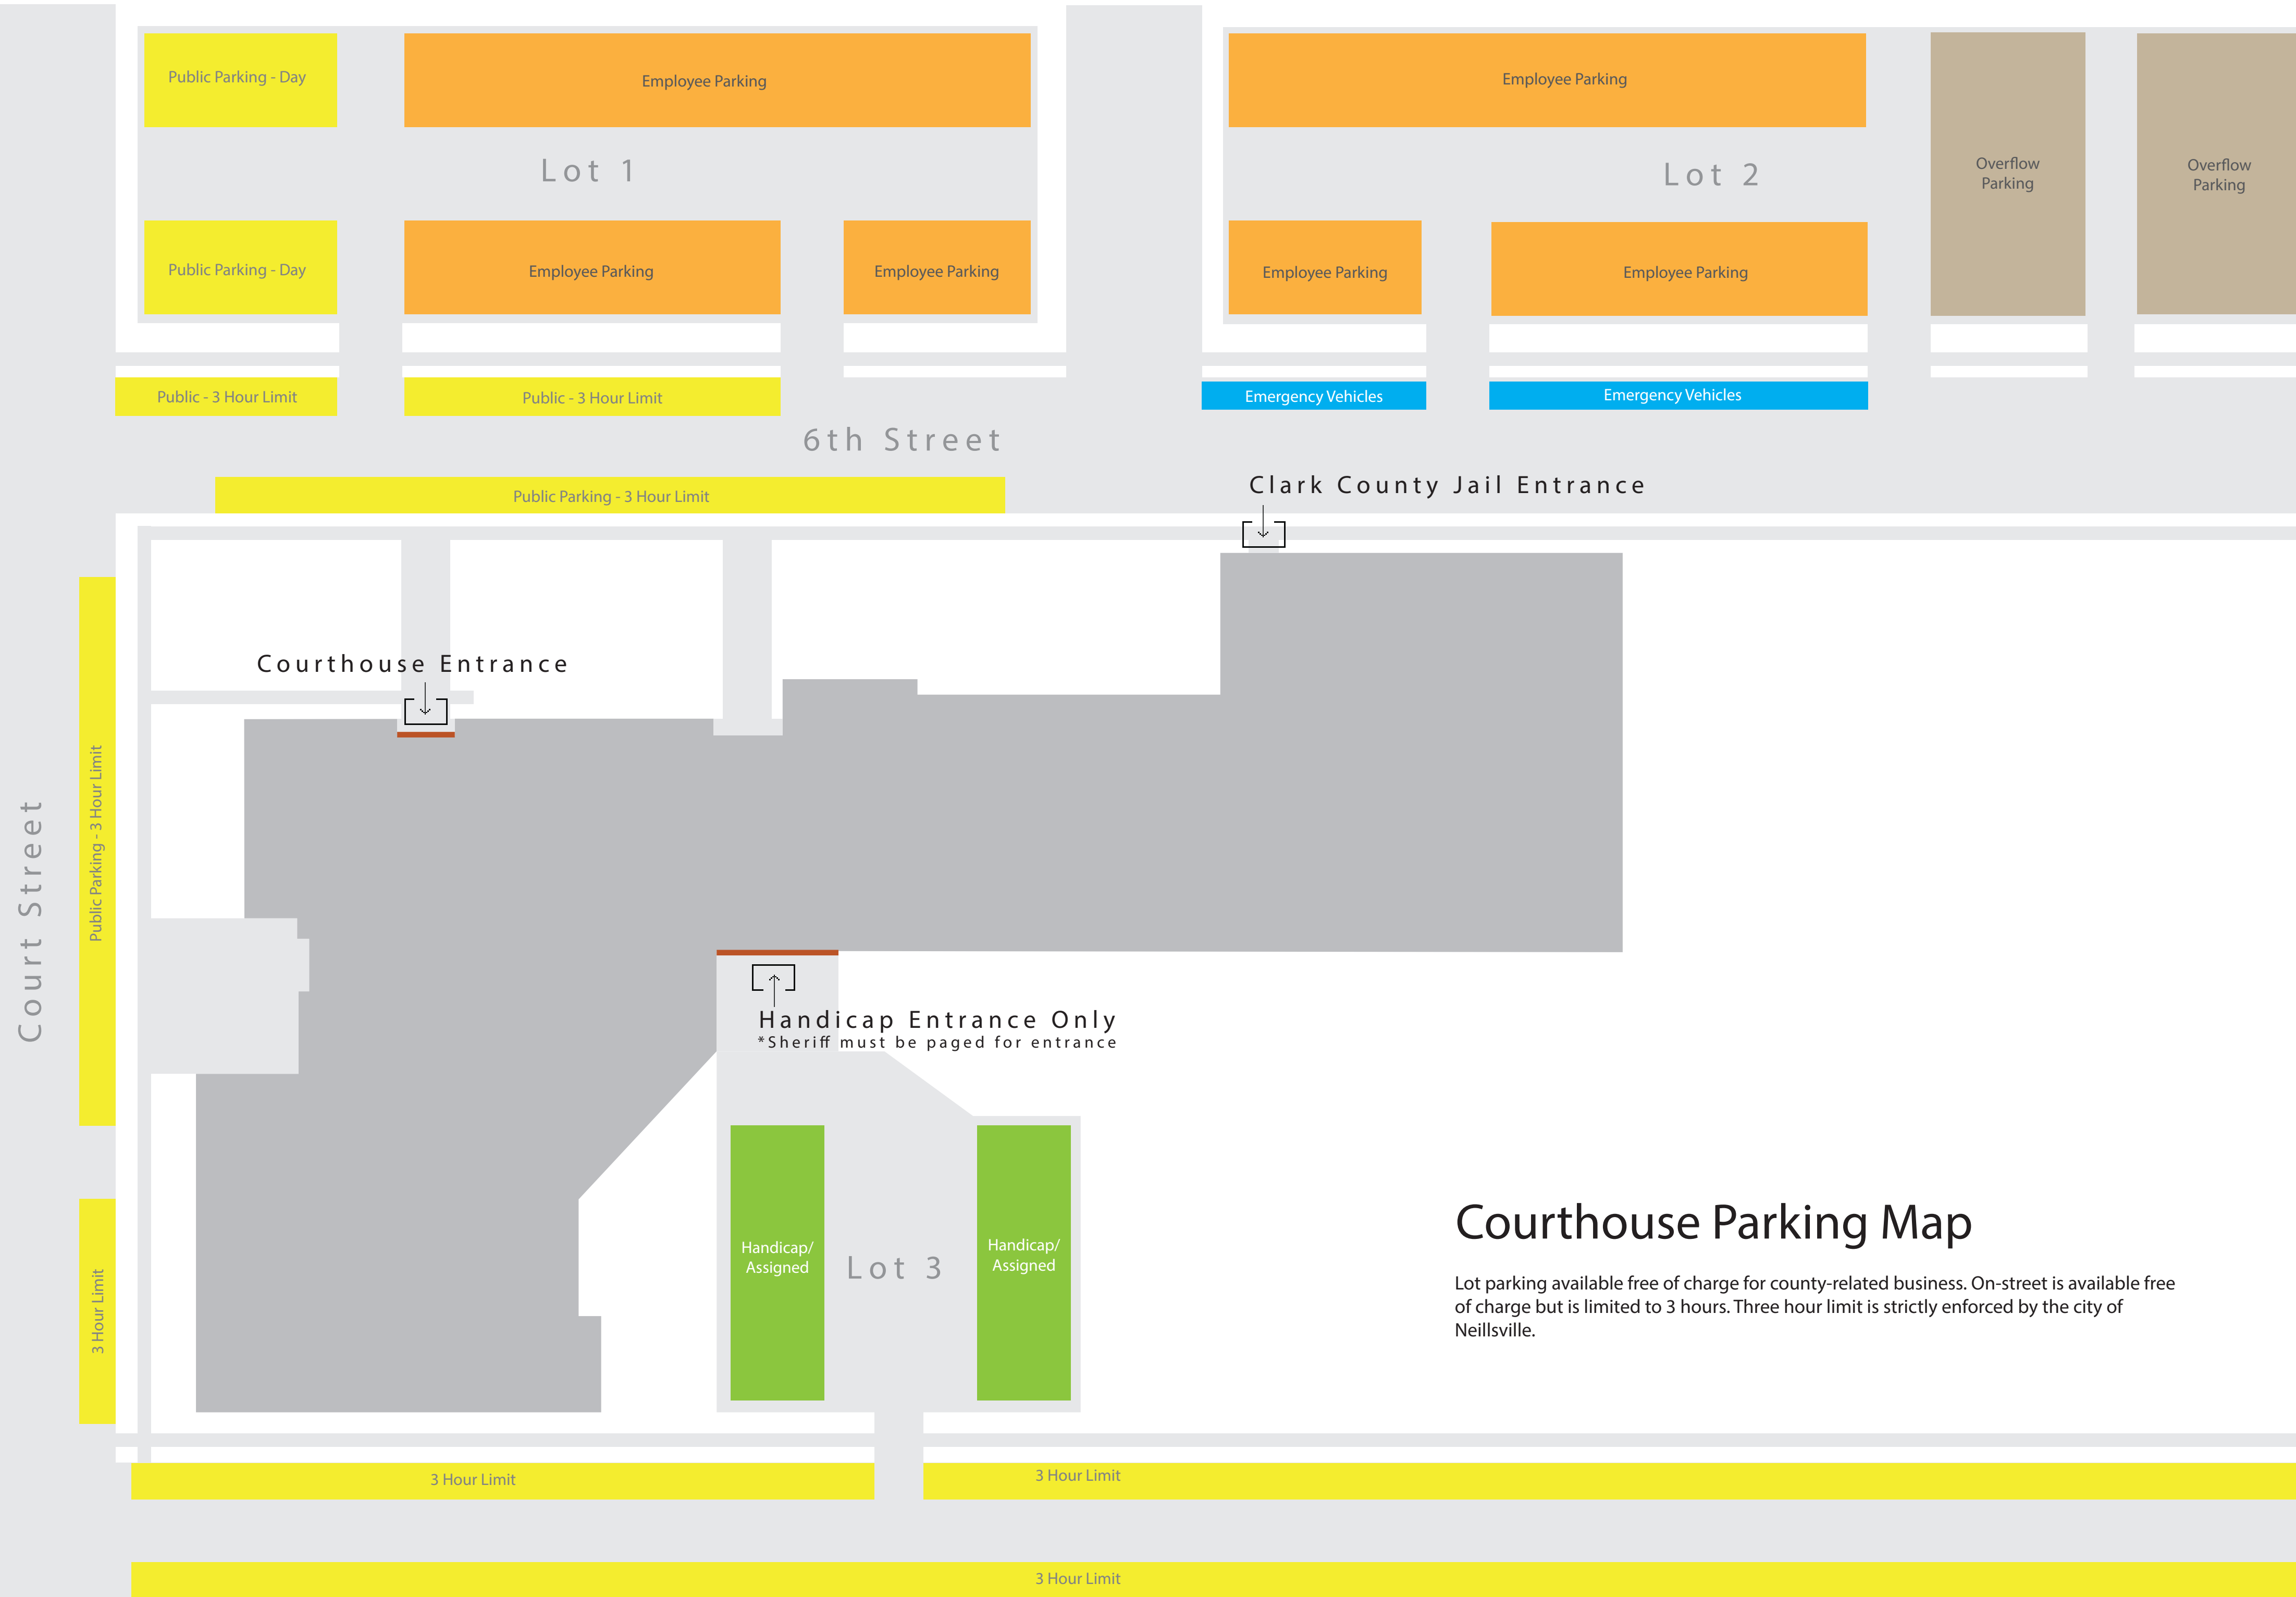 Public Parking - Day
Employee Parking
Employee Parking
Overflow
Parking
Overflow
Parking
Lot 1
Lot 2
Public Parking - Day
Employee Parking
Employee Parking
Employee Parking
Employee Parking
Public - 3 Hour Limit
Public - 3 Hour Limit
Emergency Vehicles
Emergency Vehicles
6th Street
Public Parking - 3 Hour Limit
Clark County Jail Entrance
Courthouse Entrance
Court Street
Public Parking - 3 Hour Limit
Handicap Entrance Only
*Sheriff must be paged for entrance
3 Hour Limit
Handicap/
Assigned
Lot 3
Handicap/
Assigned
Courthouse Parking Map
Lot parking available free of charge for county-related business. On-street is available free
of charge but is limited to 3 hours. Three hour limit is strictly enforced by the city of
Neillsville.
3 Hour Limit
3 Hour Limit
3 Hour Limit